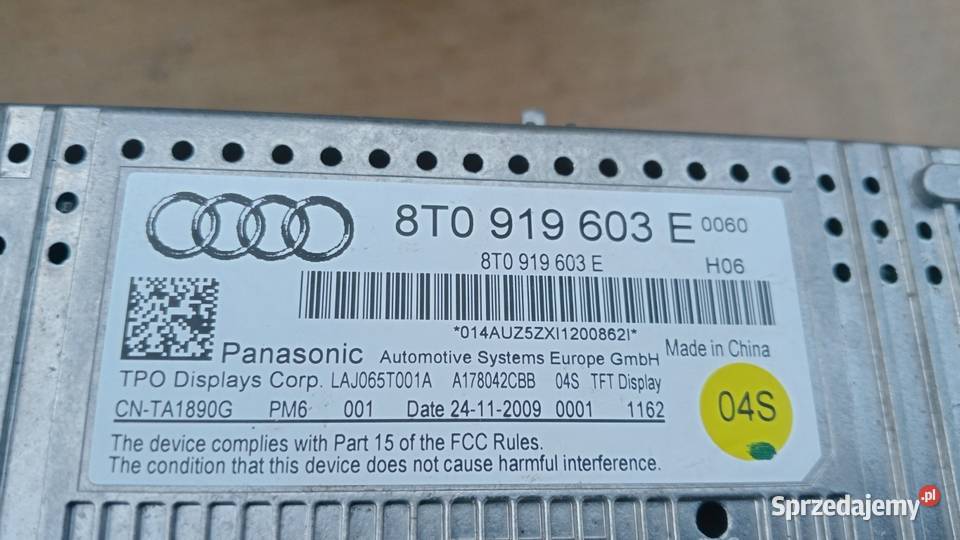 8T0 919 603 E 0060
8T0 919 603 E H06
*014AUZ5ZXI1200862I*
Panasonic Automotive Systems Europe GmbH Made in China
TPO Displays Corp. LAJ065T001A A178042CBB 04S TFT Display
CN-TA1890G PM6 001 Date 24-11-2009 0001 1162
04S
The device complies with Part 15 of the FCC Rules.
The condition that this device does not cause harmful interference.
Sprzedajemy.pl